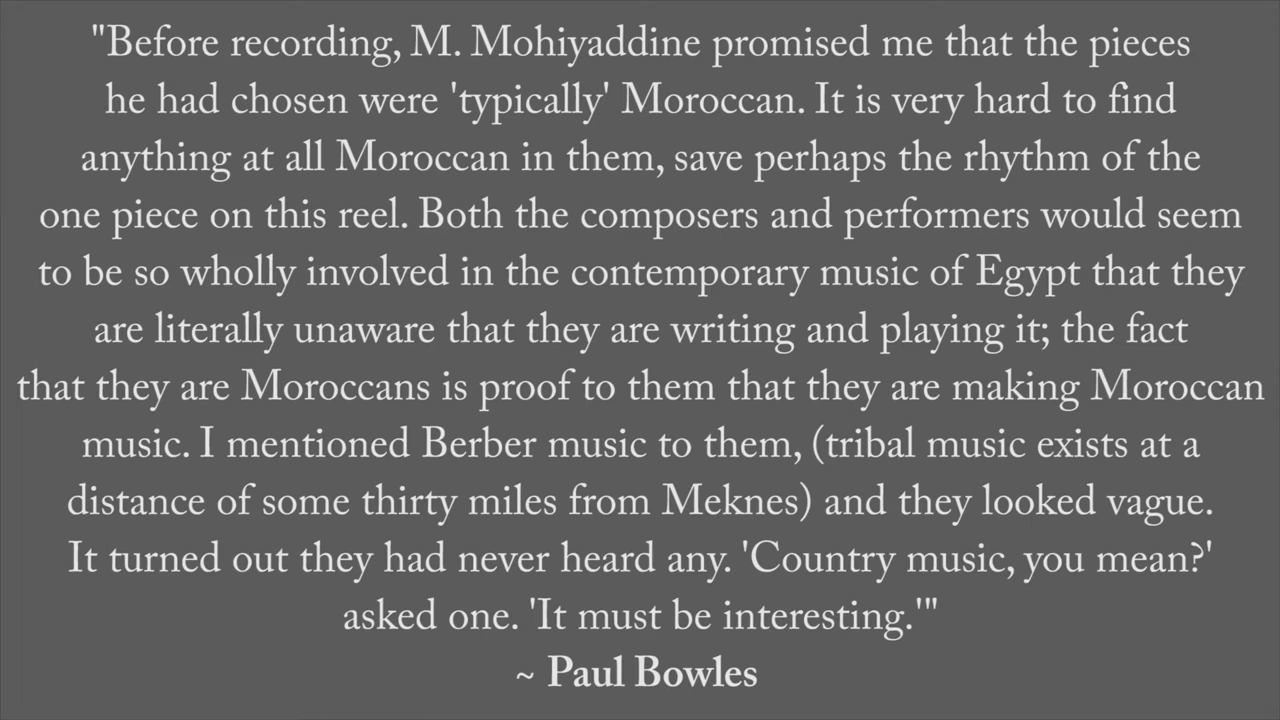 "Before recording, M. Mohiyaddine promised me that the pieces
he had chosen were 'typically' Moroccan. It is very hard to find
anything at all Moroccan in them, save perhaps the rhythm of the
one piece on this reel. Both the composers and performers would seem
to be so wholly involved in the contemporary music of Egypt that they
are literally unaware that they are writing and playing it; the fact
that they are Moroccans is proof to them that they are making Moroccan
music. I mentioned Berber music to them, (tribal music exists at a
distance of some thirty miles from Meknes) and they looked vague.
It turned out they had never heard any. 'Country music, you mean?'
asked one. 'It must be interesting.'"
~ Paul Bowles